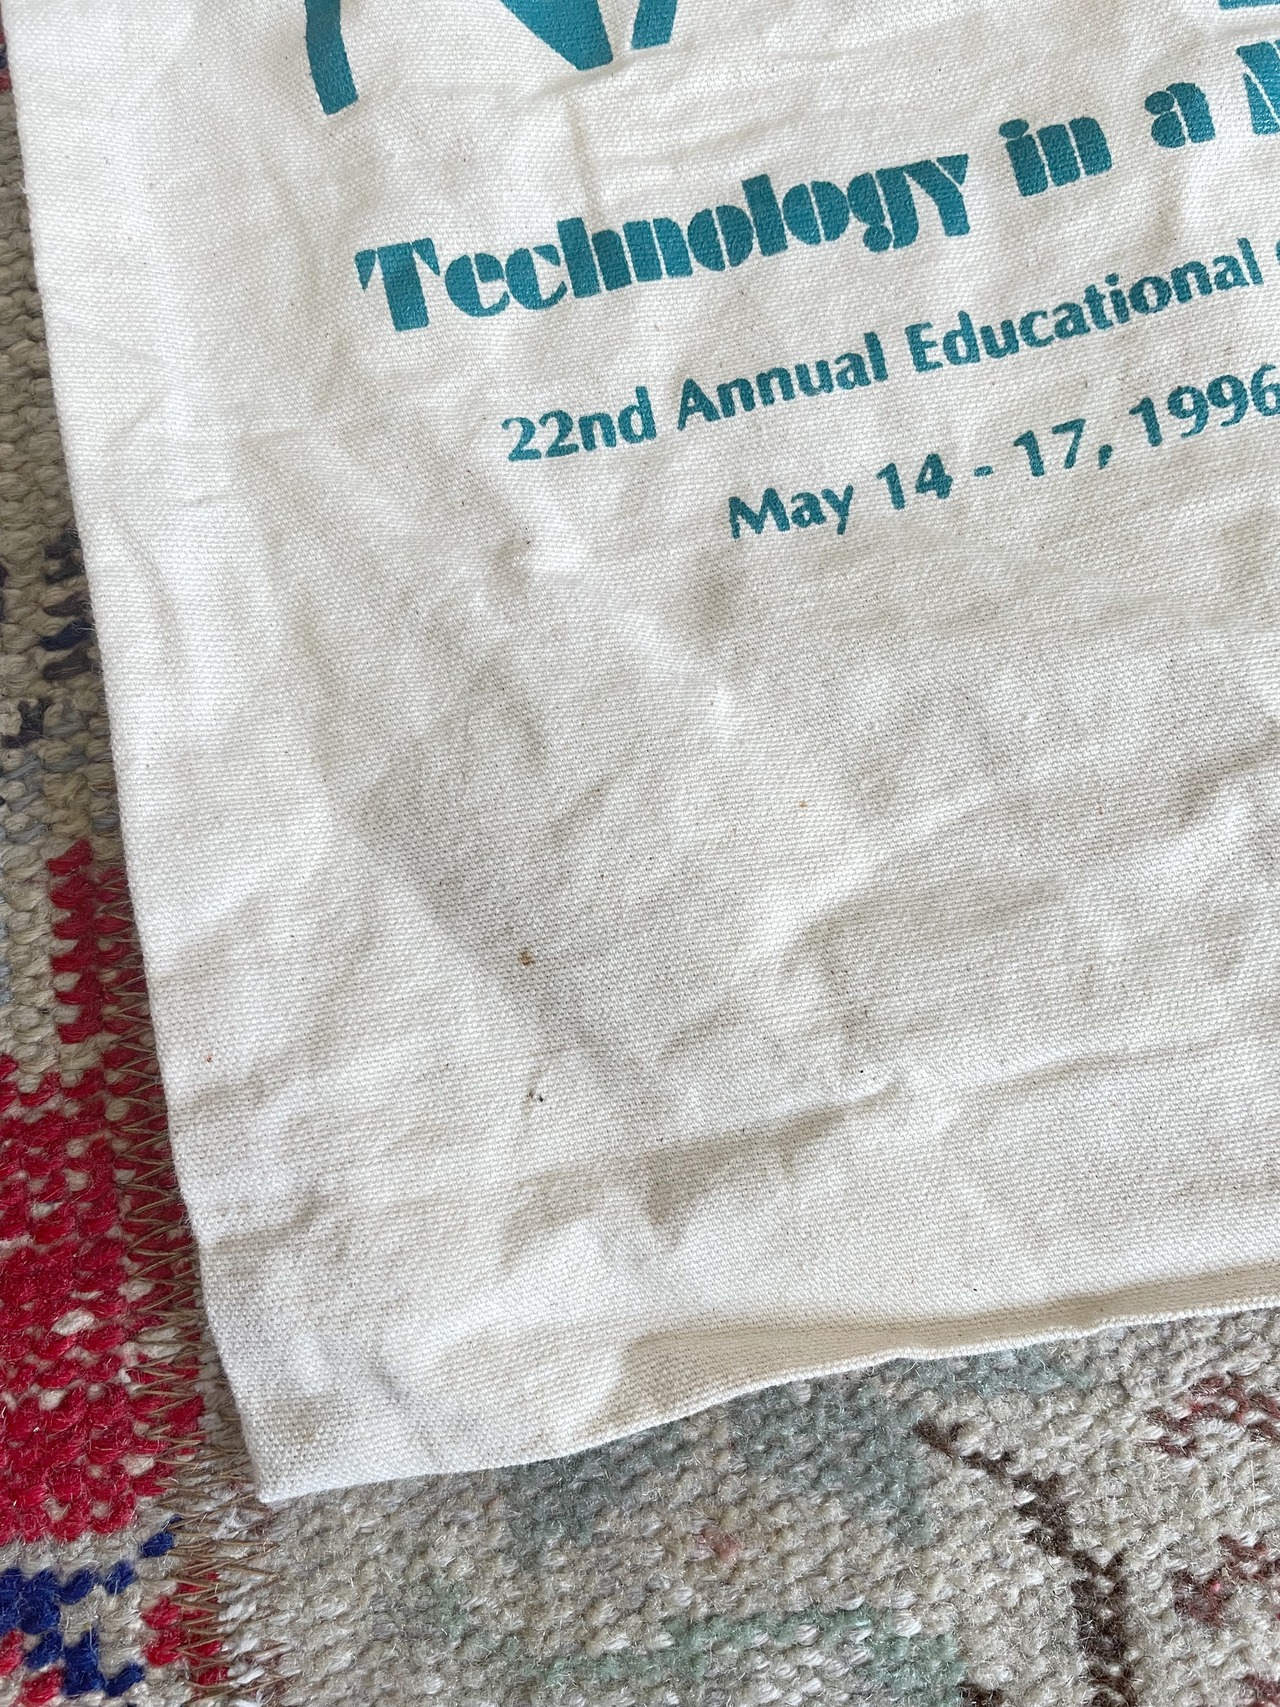 Technology in a
22nd Annual Educational
May 14 - 17, 1996